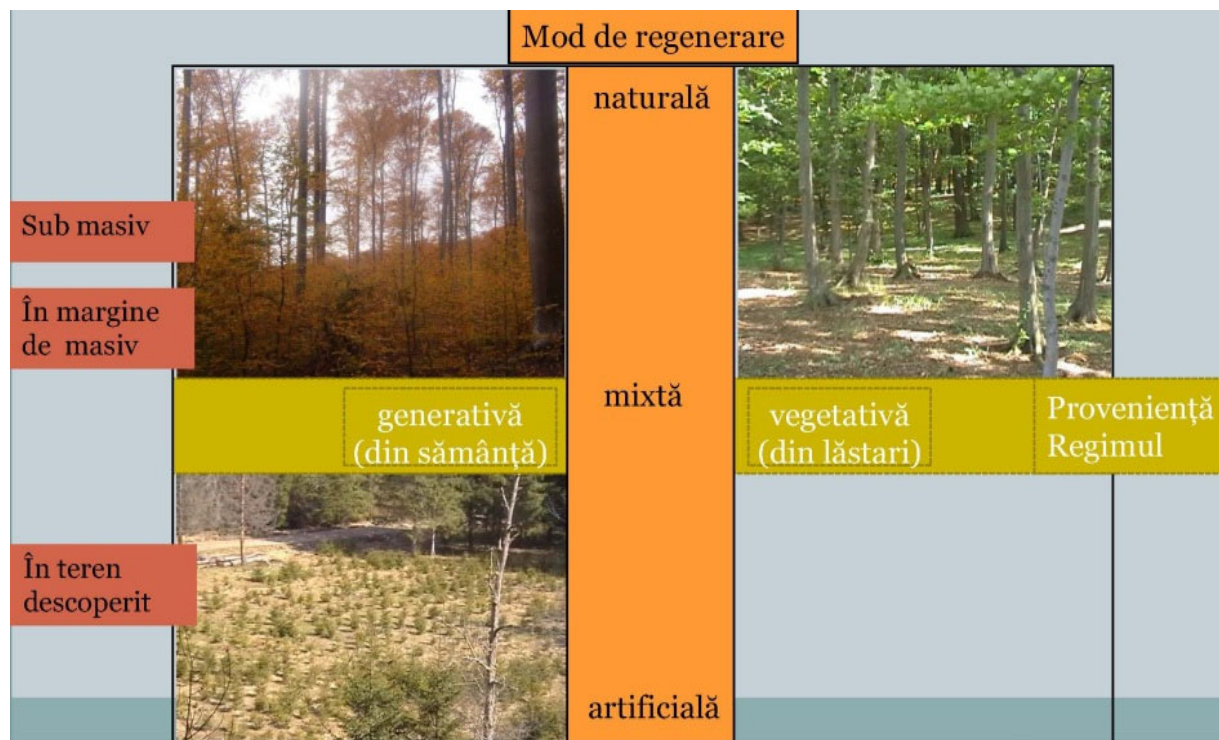 Mod de regenerare
naturală
Sub masiv
În margine
de masiv
mixtă
generativă
(din sămânță)
vegetativă
(din lăstari)
Proveniență
Regimul
În teren
descoperit
artificială